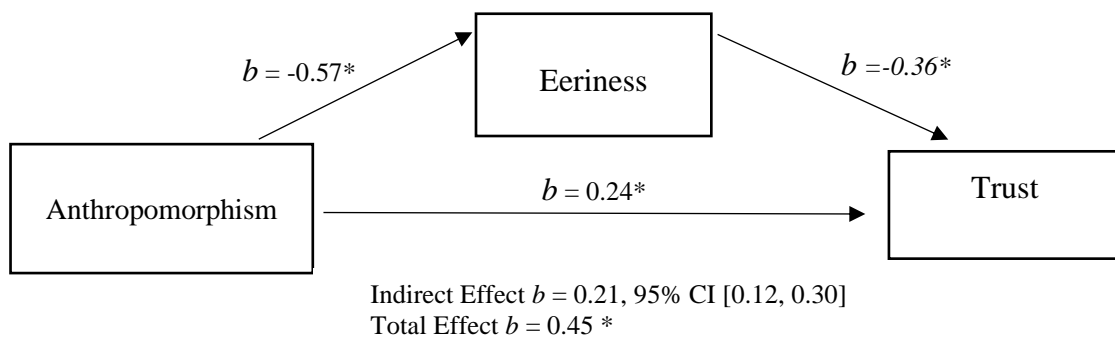 Eeriness
b = -0.57*
b =-0.36*
Anthropomorphism
b = 0.24*
Trust
Indirect Effect b = 0.21, 95% CI [0.12, 0.30]
Total Effect b = 0.45 *